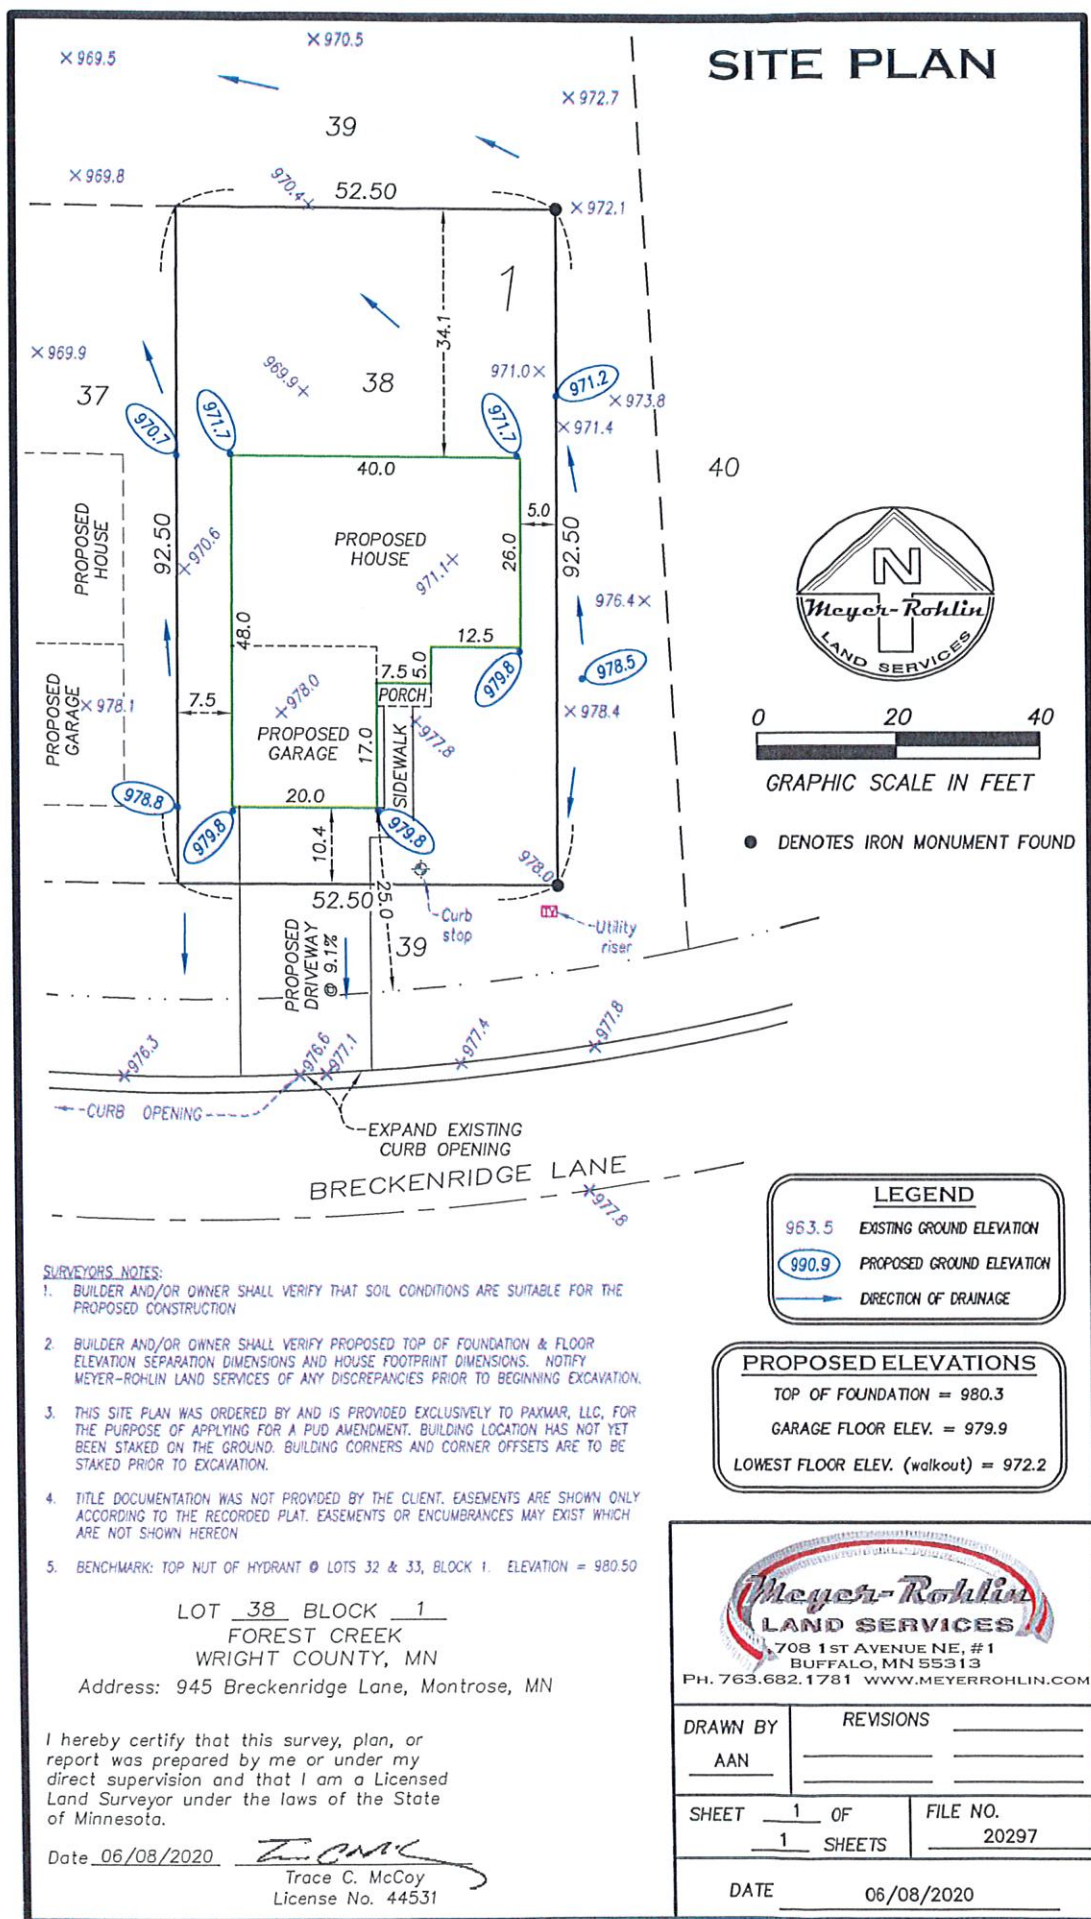 SITE PLAN
×969.5
×970.5
×972.7
39
×969.8
970.4+
52.50
×972.1
1
34.1
×969.9
37
969.9+
38
971.0×
971.2
×973.8
×971.4
970.7
971.7
971.7
40
40.0
5.0
PROPOSED
HOUSE
92.50
+970.6
PROPOSED
HOUSE
971.1+
26.0
92.50
976.4×
48.0
12.5
7.5
5.0
979.8
978.5
PORCH
PROPOSED
GARAGE
×978.1
7.5
+978.0
PROPOSED
GARAGE
17.0
SIDEWALK
+977.8
×978.4
978.8
979.8
20.0
979.8
10.4
978.0
52.50
25.0
Curb
stop
TV
Utility
riser
39
PROPOSED
DRIVEWAY
@ 9.1%
+976.3
+976.6
+977.1
+977.4
+977.8
CURB OPENING
EXPAND EXISTING
CURB OPENING
BRECKENRIDGE LANE
+977.8
N
Meyer-Rohlin
LAND SERVICES
0 20 40
GRAPHIC SCALE IN FEET
● DENOTES IRON MONUMENT FOUND
LEGEND
963.5 EXISTING GROUND ELEVATION
990.9 PROPOSED GROUND ELEVATION
DIRECTION OF DRAINAGE
PROPOSED ELEVATIONS
TOP OF FOUNDATION = 980.3
GARAGE FLOOR ELEV. = 979.9
LOWEST FLOOR ELEV. (walkout) = 972.2
SURVEYORS NOTES:
1. BUILDER AND/OR OWNER SHALL VERIFY THAT SOIL CONDITIONS ARE SUITABLE FOR THE
PROPOSED CONSTRUCTION
2. BUILDER AND/OR OWNER SHALL VERIFY PROPOSED TOP OF FOUNDATION & FLOOR
ELEVATION SEPARATION DIMENSIONS AND HOUSE FOOTPRINT DIMENSIONS. NOTIFY
MEYER-ROHLIN LAND SERVICES OF ANY DISCREPANCIES PRIOR TO BEGINNING EXCAVATION.
3. THIS SITE PLAN WAS ORDERED BY AND IS PROVIDED EXCLUSIVELY TO PAXMAR, LLC, FOR
THE PURPOSE OF APPLYING FOR A PUD AMENDMENT. BUILDING LOCATION HAS NOT YET
BEEN STAKED ON THE GROUND. BUILDING CORNERS AND CORNER OFFSETS ARE TO BE
STAKED PRIOR TO EXCAVATION.
4. TITLE DOCUMENTATION WAS NOT PROVIDED BY THE CLIENT. EASEMENTS ARE SHOWN ONLY
ACCORDING TO THE RECORDED PLAT. EASEMENTS OR ENCUMBRANCES MAY EXIST WHICH
ARE NOT SHOWN HEREON
5. BENCHMARK: TOP NUT OF HYDRANT @ LOTS 32 & 33, BLOCK 1. ELEVATION = 980.50
LOT 38 BLOCK 1
FOREST CREEK
WRIGHT COUNTY, MN
Address: 945 Breckenridge Lane, Montrose, MN
I hereby certify that this survey, plan, or
report was prepared by me or under my
direct supervision and that I am a Licensed
Land Surveyor under the laws of the State
of Minnesota.
Date 06/08/2020
Trace C. McCoy
License No. 44531
Meyer-Rohlin
LAND SERVICES
708 1ST AVENUE NE, #1
BUFFALO, MN 55313
PH. 763.682.1781 WWW.MEYERROHLIN.COM
DRAWN BY
AAN
REVISIONS
SHEET 1 OF
1 SHEETS
FILE NO.
20297
DATE 06/08/2020